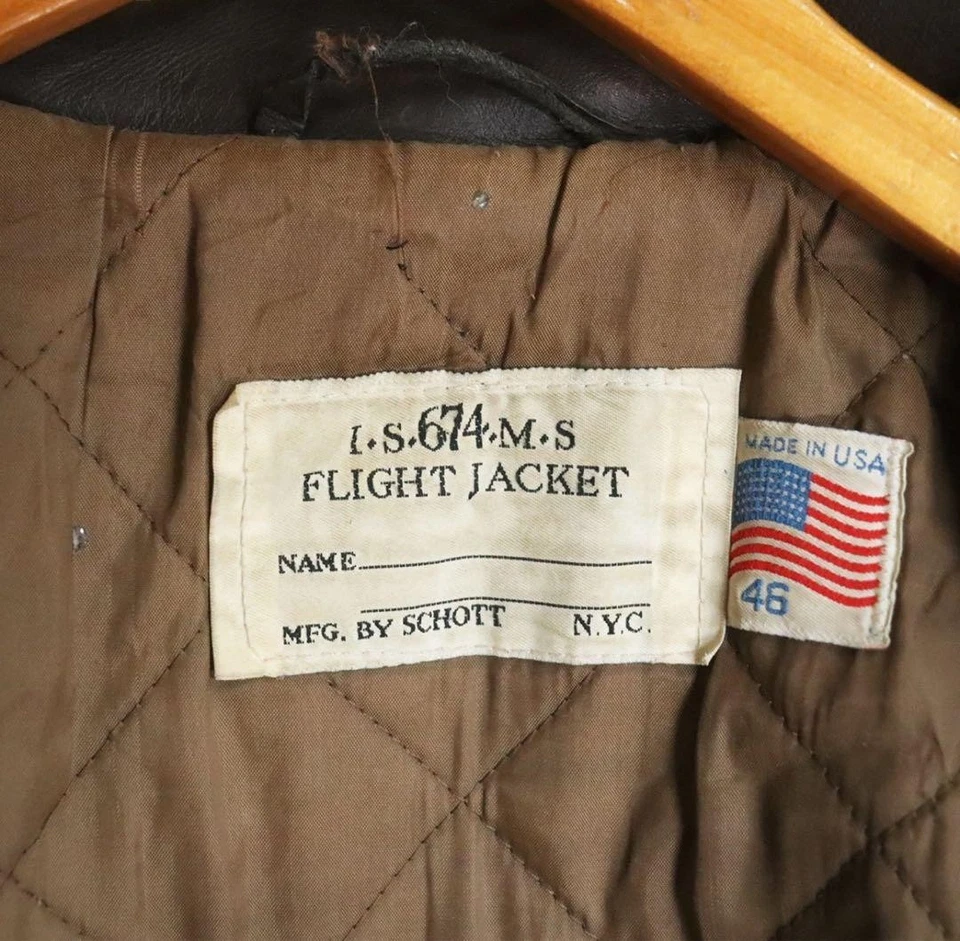 I.S.674.M.S
FLIGHT JACKET
NAME
MFG. BY SCHOTT N.Y.C.
MADE IN USA
46